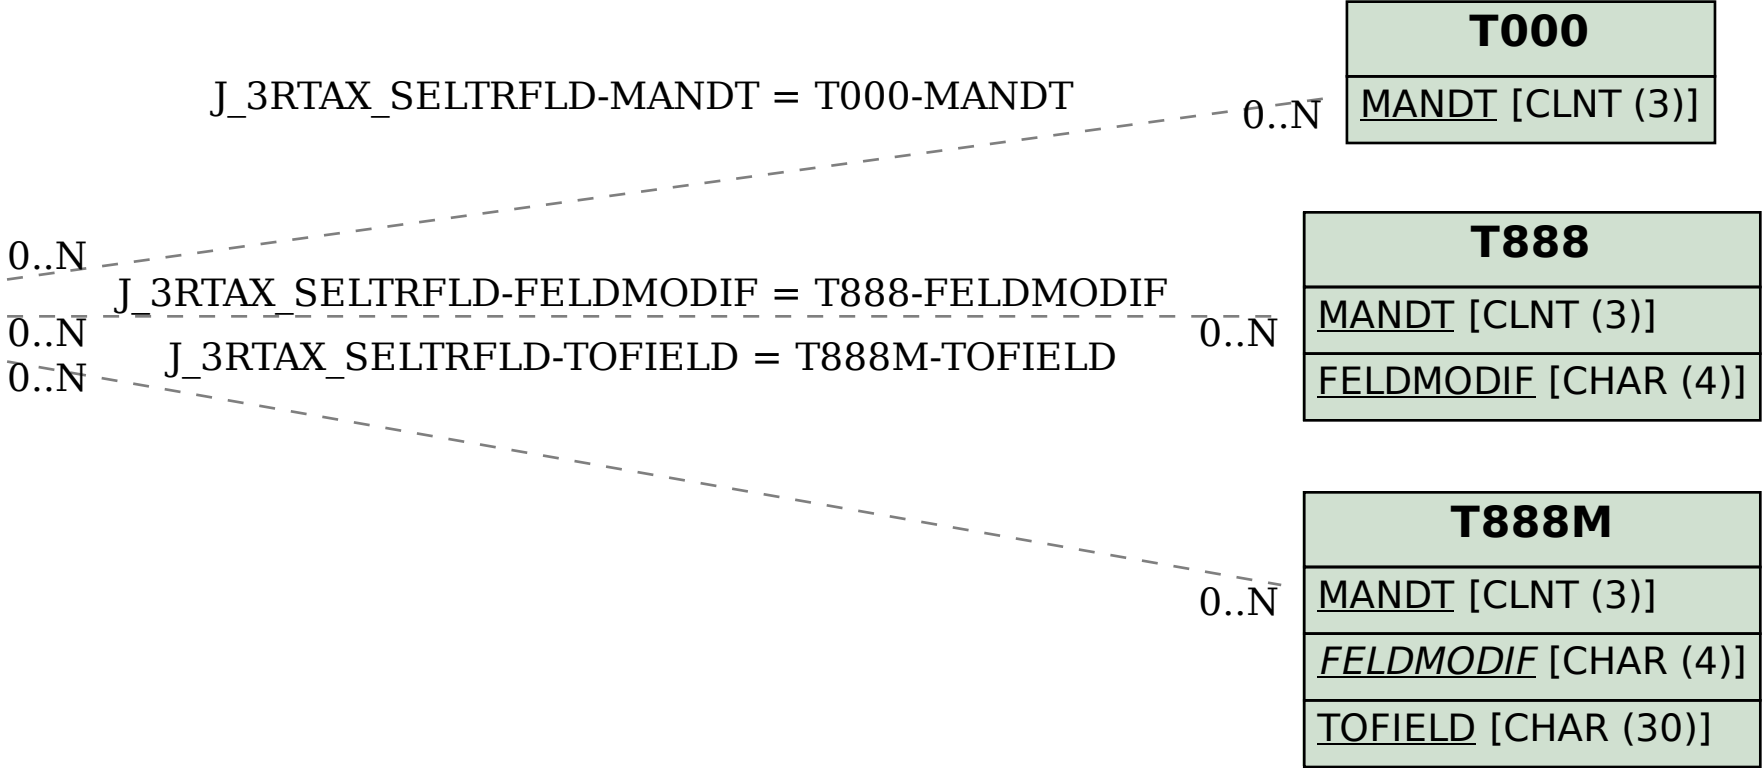 T000
MANDT [CLNT (3)]
J_3RTAX_SELTRFLD-MANDT = T000-MANDT
0..N
0..N
T888
MANDT [CLNT (3)]
FELDMODIF [CHAR (4)]
J_3RTAX_SELTRFLD-FELDMODIF = T888-FELDMODIF
0..N
0..N
J_3RTAX_SELTRFLD-TOFIELD = T888M-TOFIELD
0..N
0..N
T888M
MANDT [CLNT (3)]
FELDMODIF [CHAR (4)]
TOFIELD [CHAR (30)]